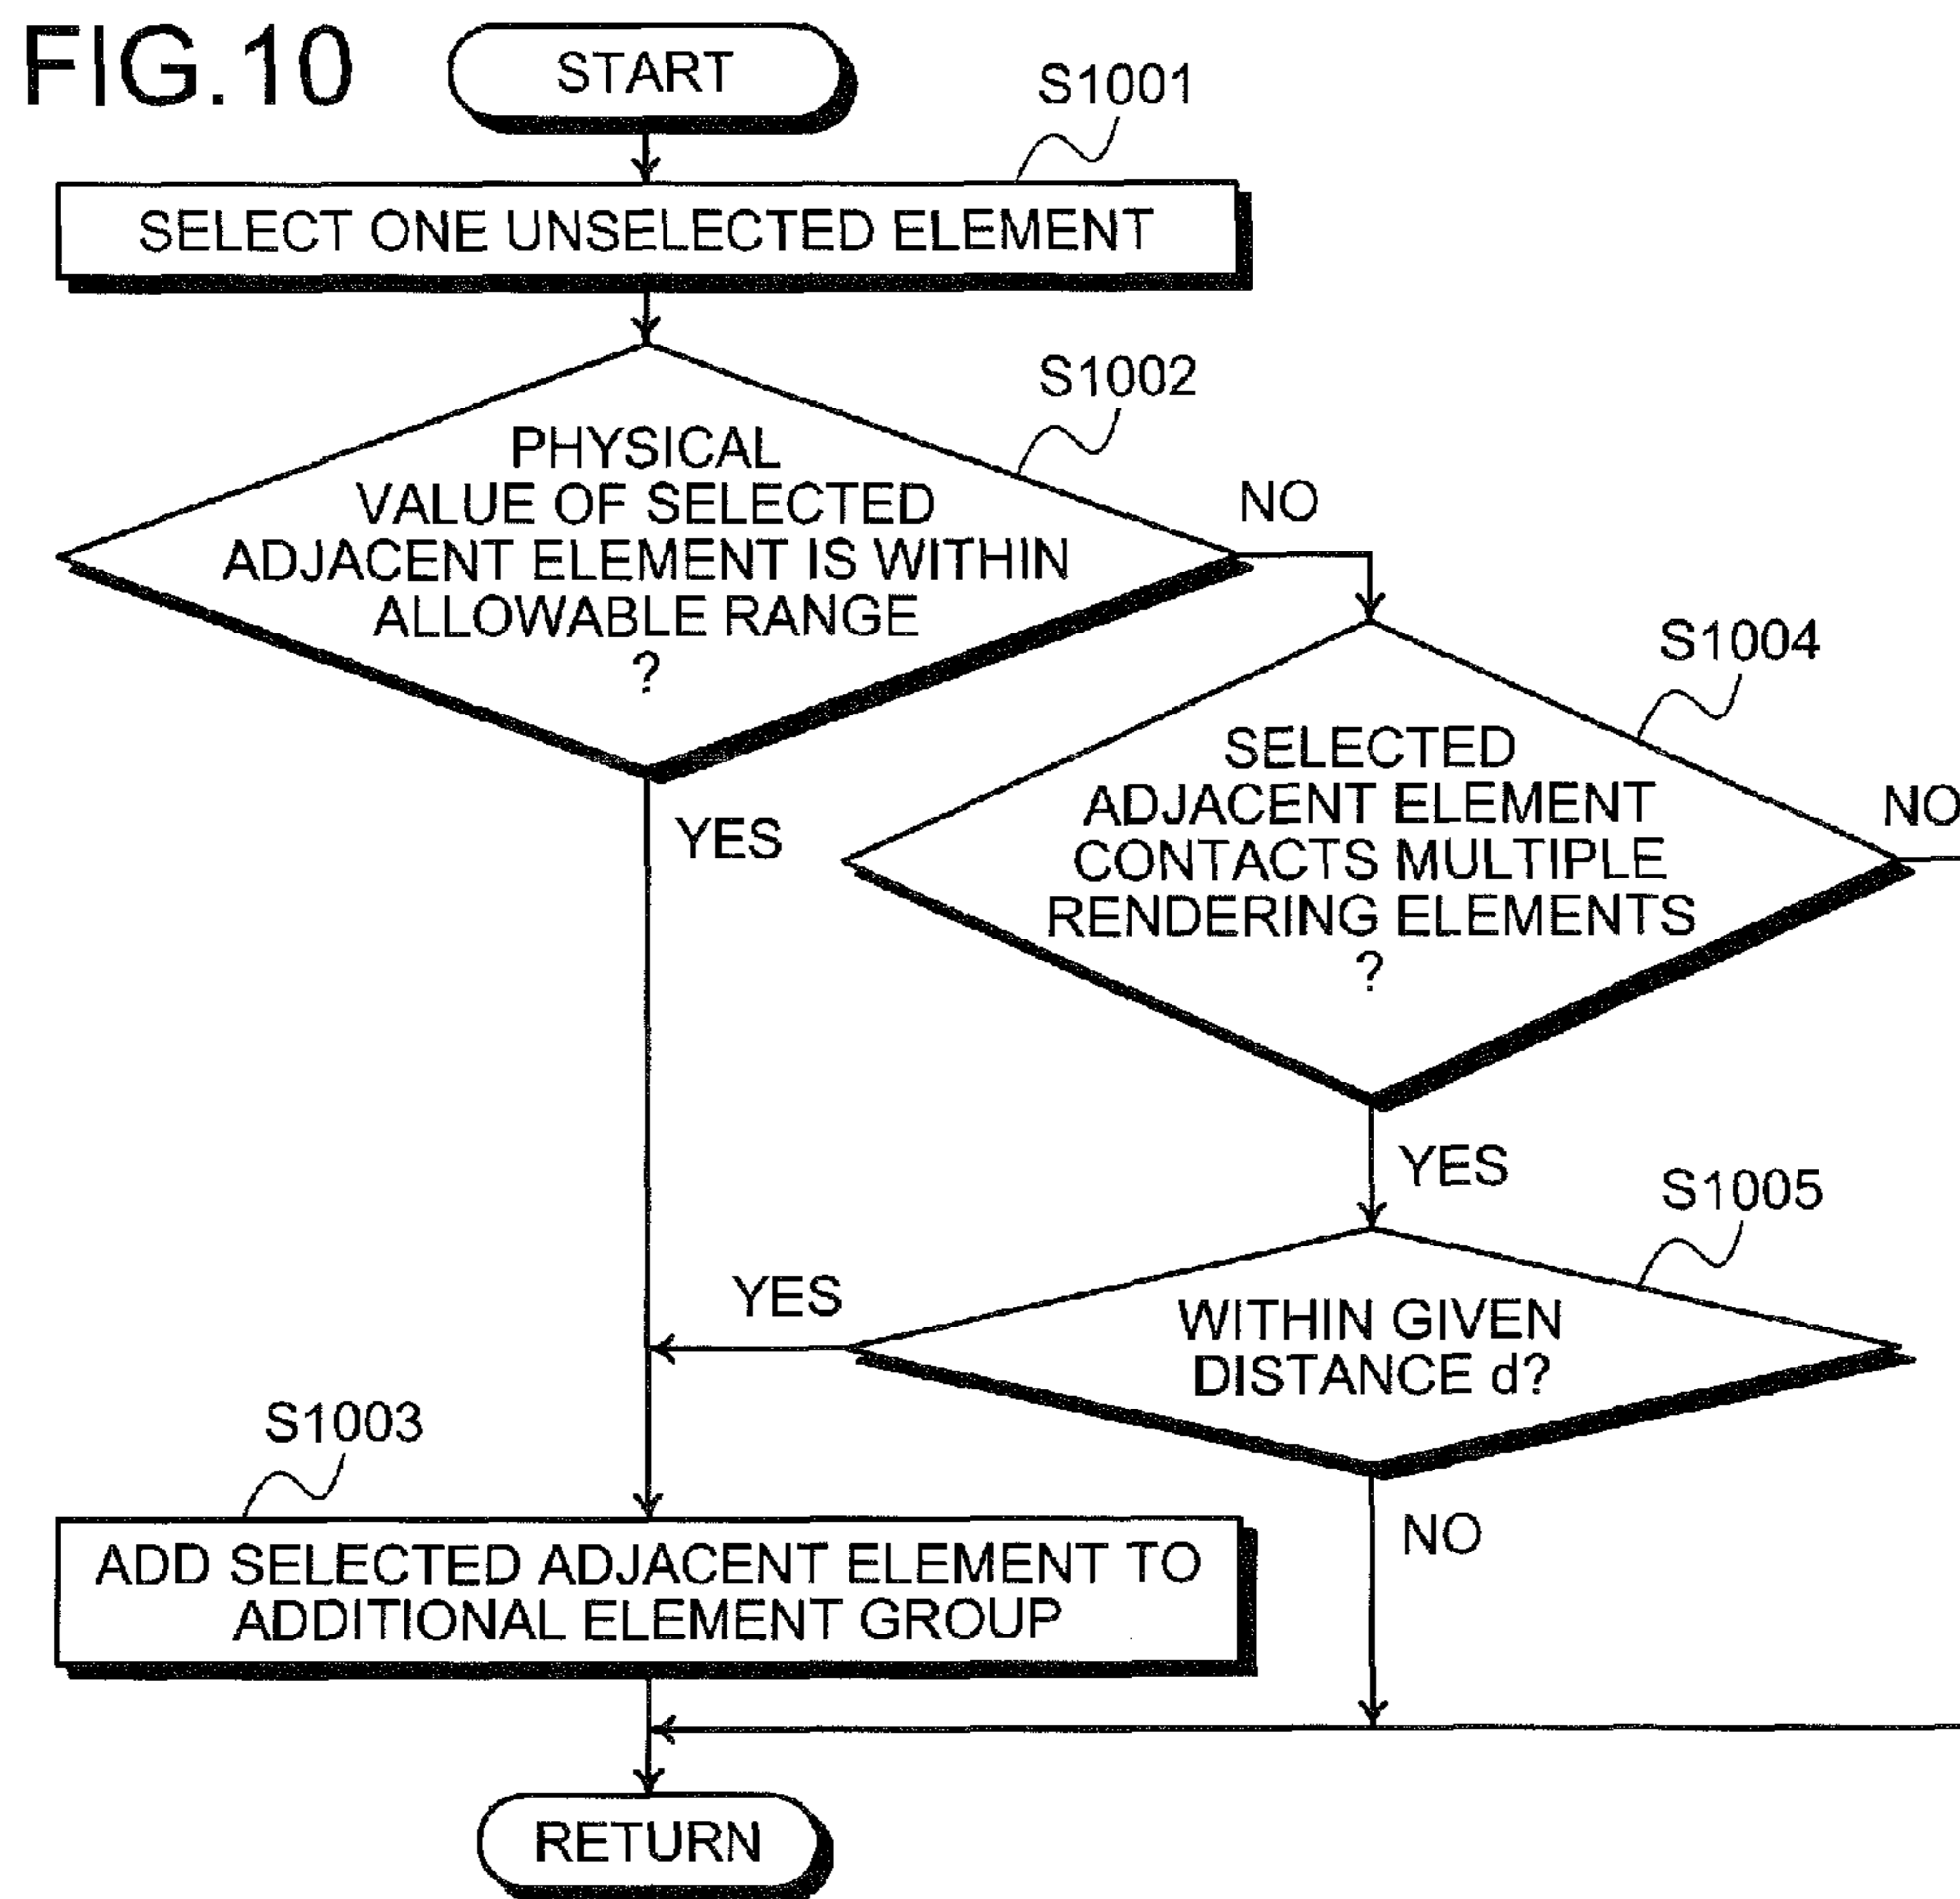 FIG.10
START
S1001
SELECT ONE UNSELECTED ELEMENT
S1002
PHYSICAL
VALUE OF SELECTED
ADJACENT ELEMENT IS WITHIN
ALLOWABLE RANGE
?
NO
YES
S1004
SELECTED
ADJACENT ELEMENT
CONTACTS MULTIPLE
RENDERING ELEMENTS
?
NO
YES
S1005
WITHIN GIVEN
DISTANCE d?
YES
NO
S1003
ADD SELECTED ADJACENT ELEMENT TO
ADDITIONAL ELEMENT GROUP
RETURN